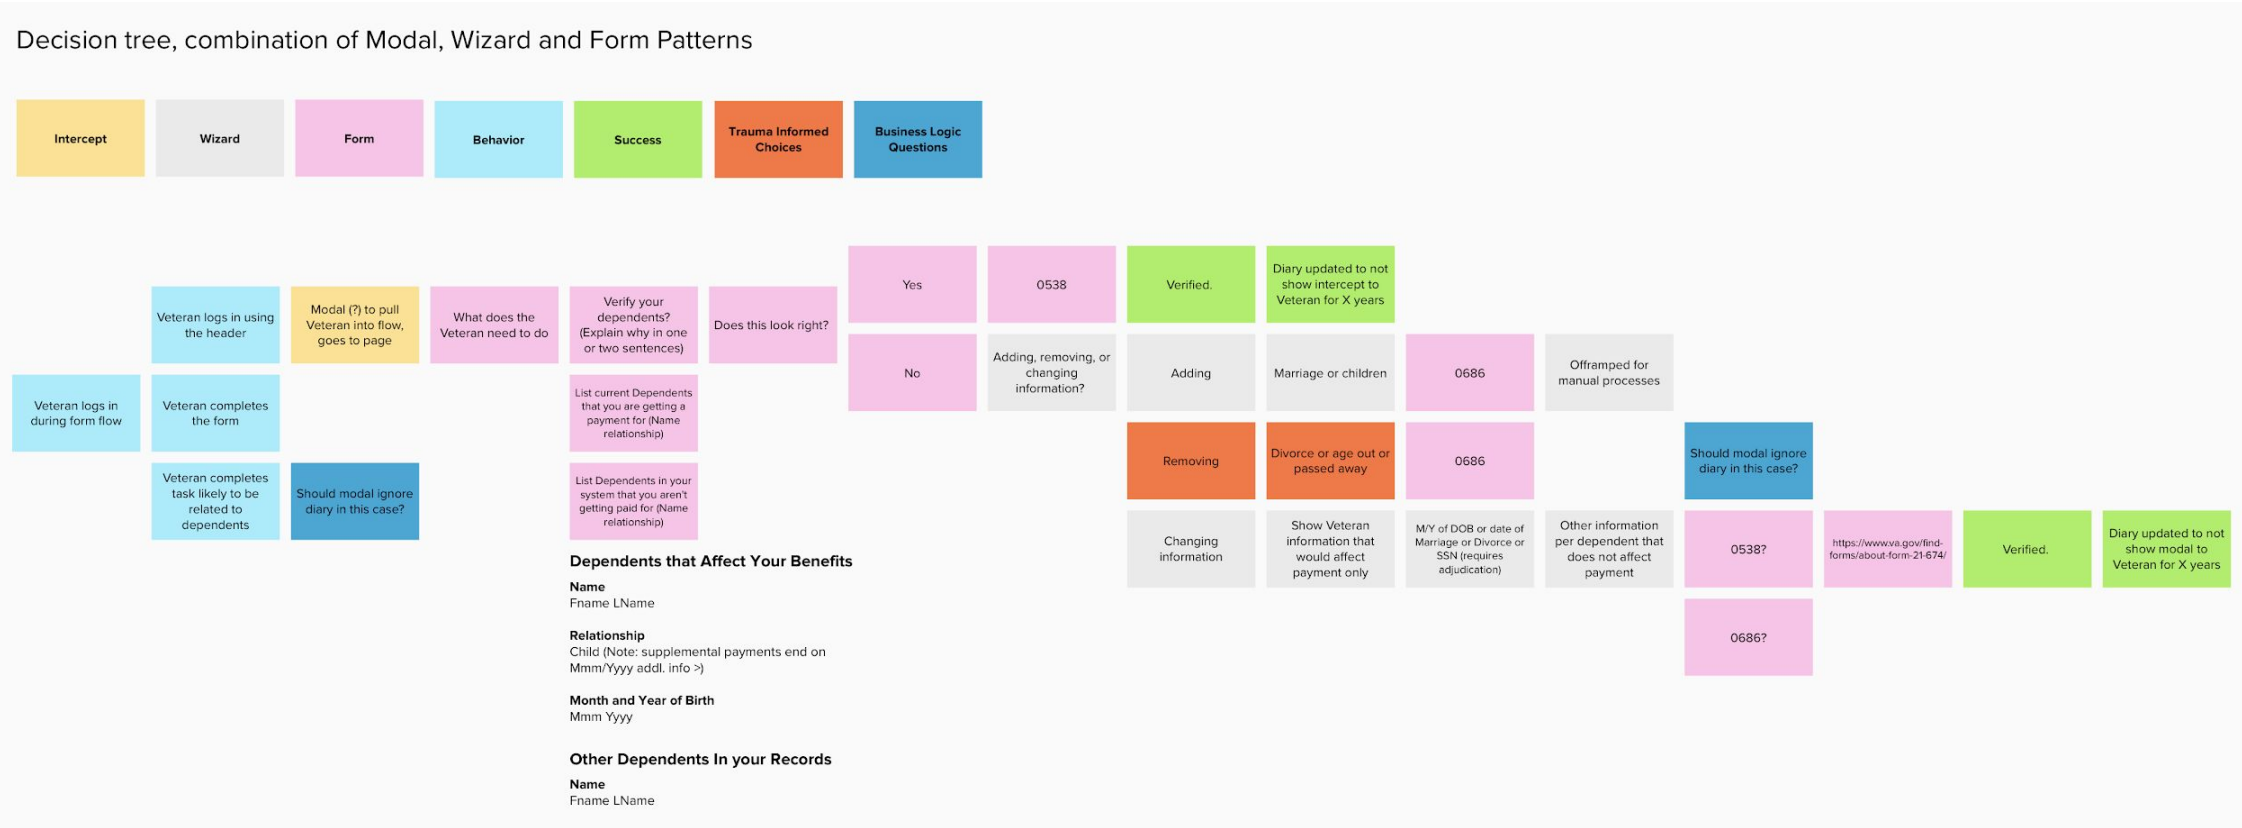 Decision tree, combination of Modal, Wizard and Form Patterns
Intercept
Wizard
Form
Behavior
Success
Trauma Informed
Choices
Business Logic
Questions
Veteran logs in
during form flow
Veteran logs in using
the header
Veteran completes
the form
Veteran completes
task likely to be
related to
dependents
Modal (?) to pull
Veteran into flow,
goes to page
Should modal ignore
diary in this case?
What does the
Veteran need to do
Verify your
dependents?
(Explain why in one
or two sentences)
List current Dependents
that you are getting a
payment for (Name
relationship)
List Dependents in your
system that you aren't
getting paid for (Name
relationship)
Does this look right?
Yes
0538
Verified.
Diary updated to not
show intercept to
Veteran for X years
No
Adding, removing, or
changing
information?
Adding
Marriage or children
0686
Offramped for
manual processes
Removing
Divorce or age out or
passed away
0686
Should modal ignore
diary in this case?
Changing
information
Show Veteran
information that
would affect
payment only
M/Y of DOB or date of
Marriage or Divorce or
SSN (requires
adjudication)
Other information
per dependent that
does not affect
payment
0538?
https://www.va.gov/find-
forms/about-form-21-674/
Verified.
Diary updated to not
show modal to
Veteran for X years
0686?
Dependents that Affect Your Benefits
Name
Fname LName
Relationship
Child (Note: supplemental payments end on
Mmm/Yyyy addl. info >)
Month and Year of Birth
Mmm Yyyy
Other Dependents In your Records
Name
Fname LName